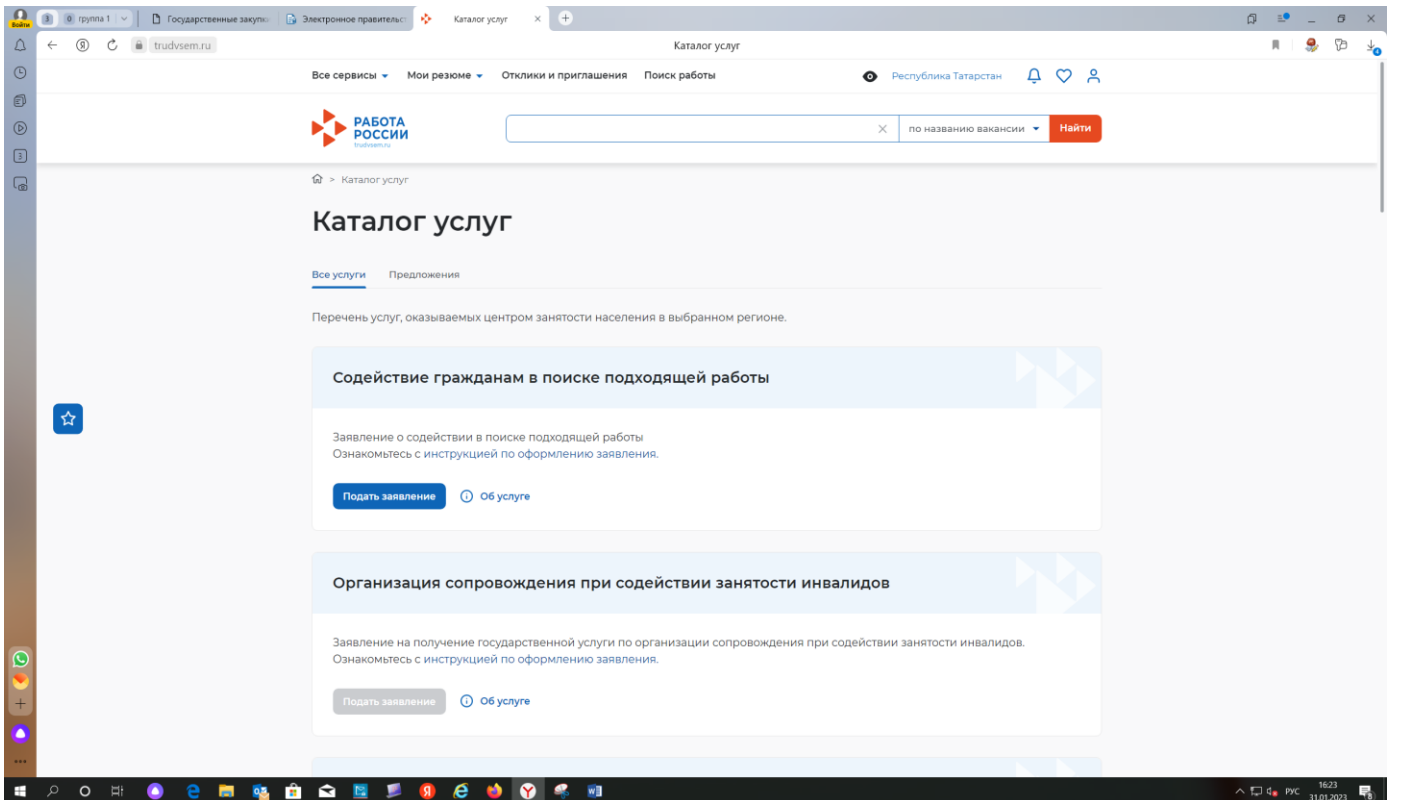 Войти
3
0 группа 1
Государственные закупк
Электронное правительс
Каталог услуг
trudvsem.ru
Каталог услуг
Все сервисы
Мои резюме
Отклики и приглашения
Поиск работы
Республика Татарстан
РАБОТА
РОССИИ
trudvsem.ru
по названию вакансии
Найти
> Каталог услуг
Каталог услуг
Все услуги
Предложения
Перечень услуг, оказываемых центром занятости населения в выбранном регионе.
Содействие гражданам в поиске подходящей работы
Заявление о содействии в поиске подходящей работы
Ознакомьтесь с инструкцией по оформлению заявления.
Подать заявление
Об услуге
Организация сопровождения при содействии занятости инвалидов
Заявление на получение государственной услуги по организации сопровождения при содействии занятости инвалидов.
Ознакомьтесь с инструкцией по оформлению заявления.
Подать заявление
Об услуге
РУС
16:23
31.01.2023